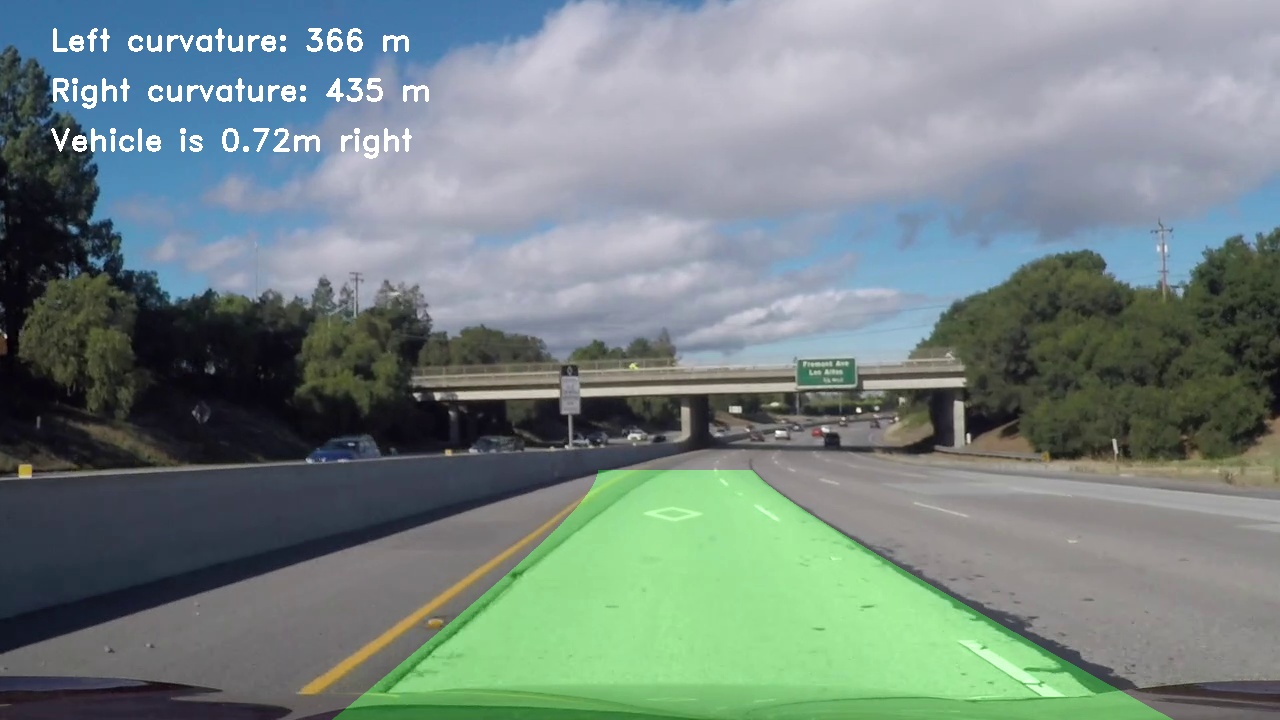 Left curvature: 366 m
Right curvature: 435 m
Vehicle is 0.72m right
Fremont Ave
Los Altos